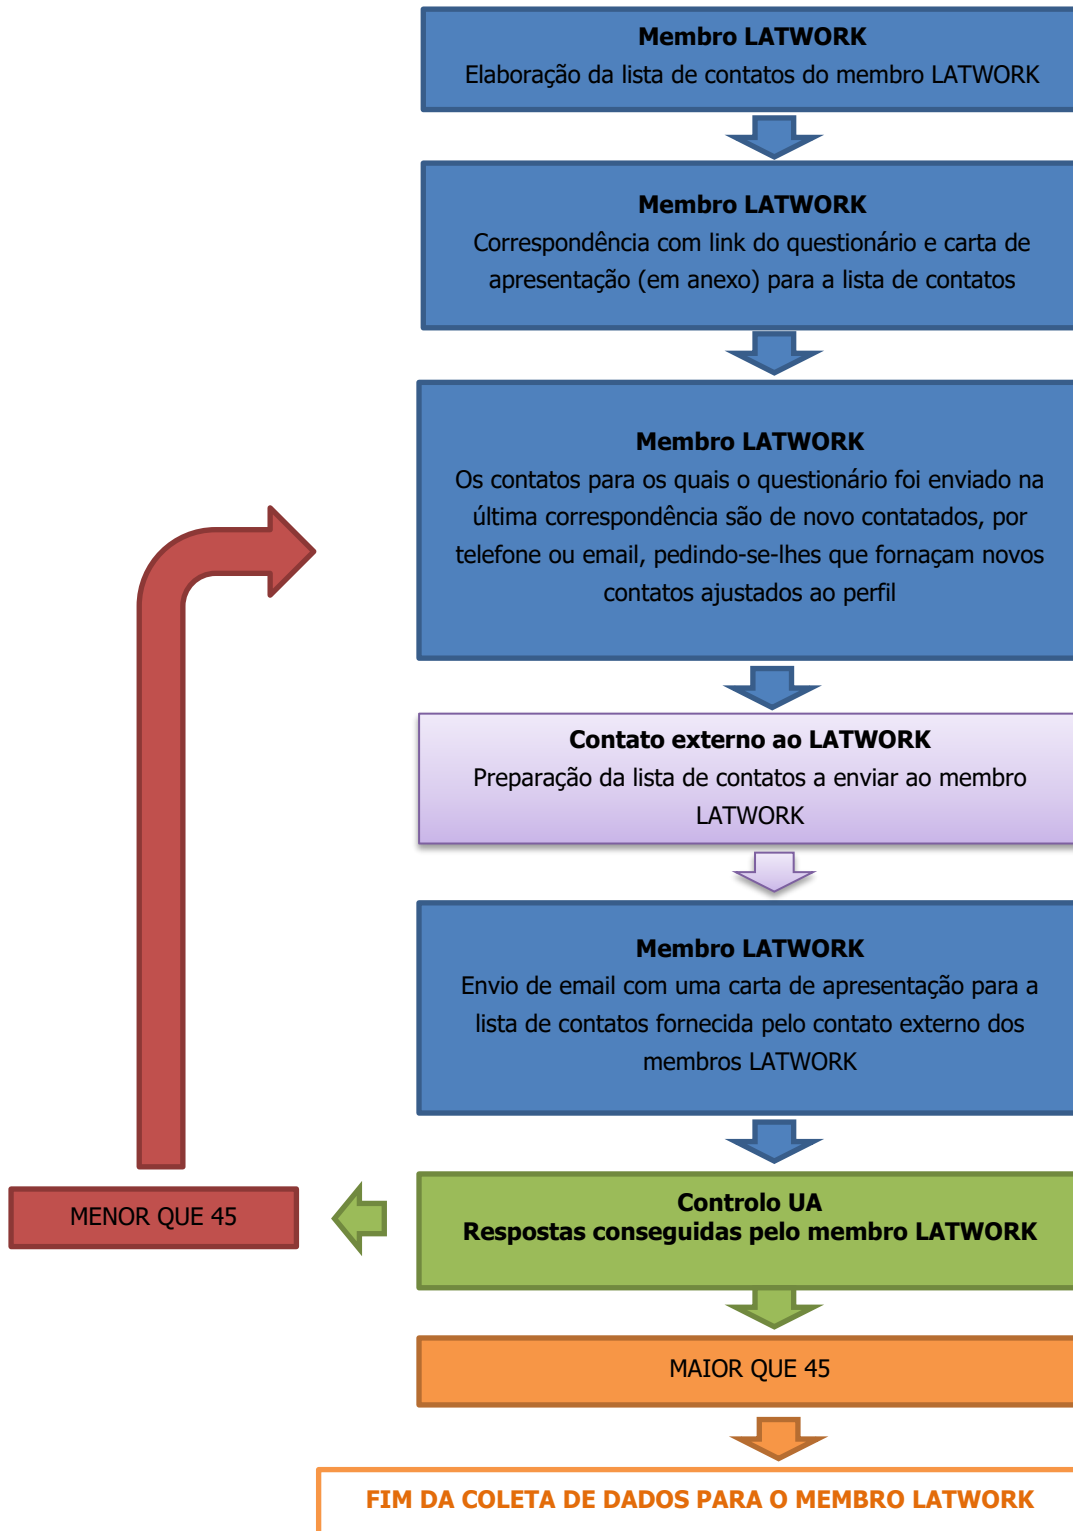 Membro LATWORK
Elaboração da lista de contatos do membro LATWORK
Membro LATWORK
Correspondência com link do questionário e carta de
apresentação (em anexo) para a lista de contatos
Membro LATWORK
Os contatos para os quais o questionário foi enviado na
última correspondência são de novo contatados, por
telefone ou email, pedindo-se-lhes que fornaçam novos
contatos ajustados ao perfil
Contato externo ao LATWORK
Preparação da lista de contatos a enviar ao membro
LATWORK
Membro LATWORK
Envio de email com uma carta de apresentação para a
lista de contatos fornecida pelo contato externo dos
membros LATWORK
Controlo UA
Respostas conseguidas pelo membro LATWORK
MENOR QUE 45
MAIOR QUE 45
FIM DA COLETA DE DADOS PARA O MEMBRO LATWORK